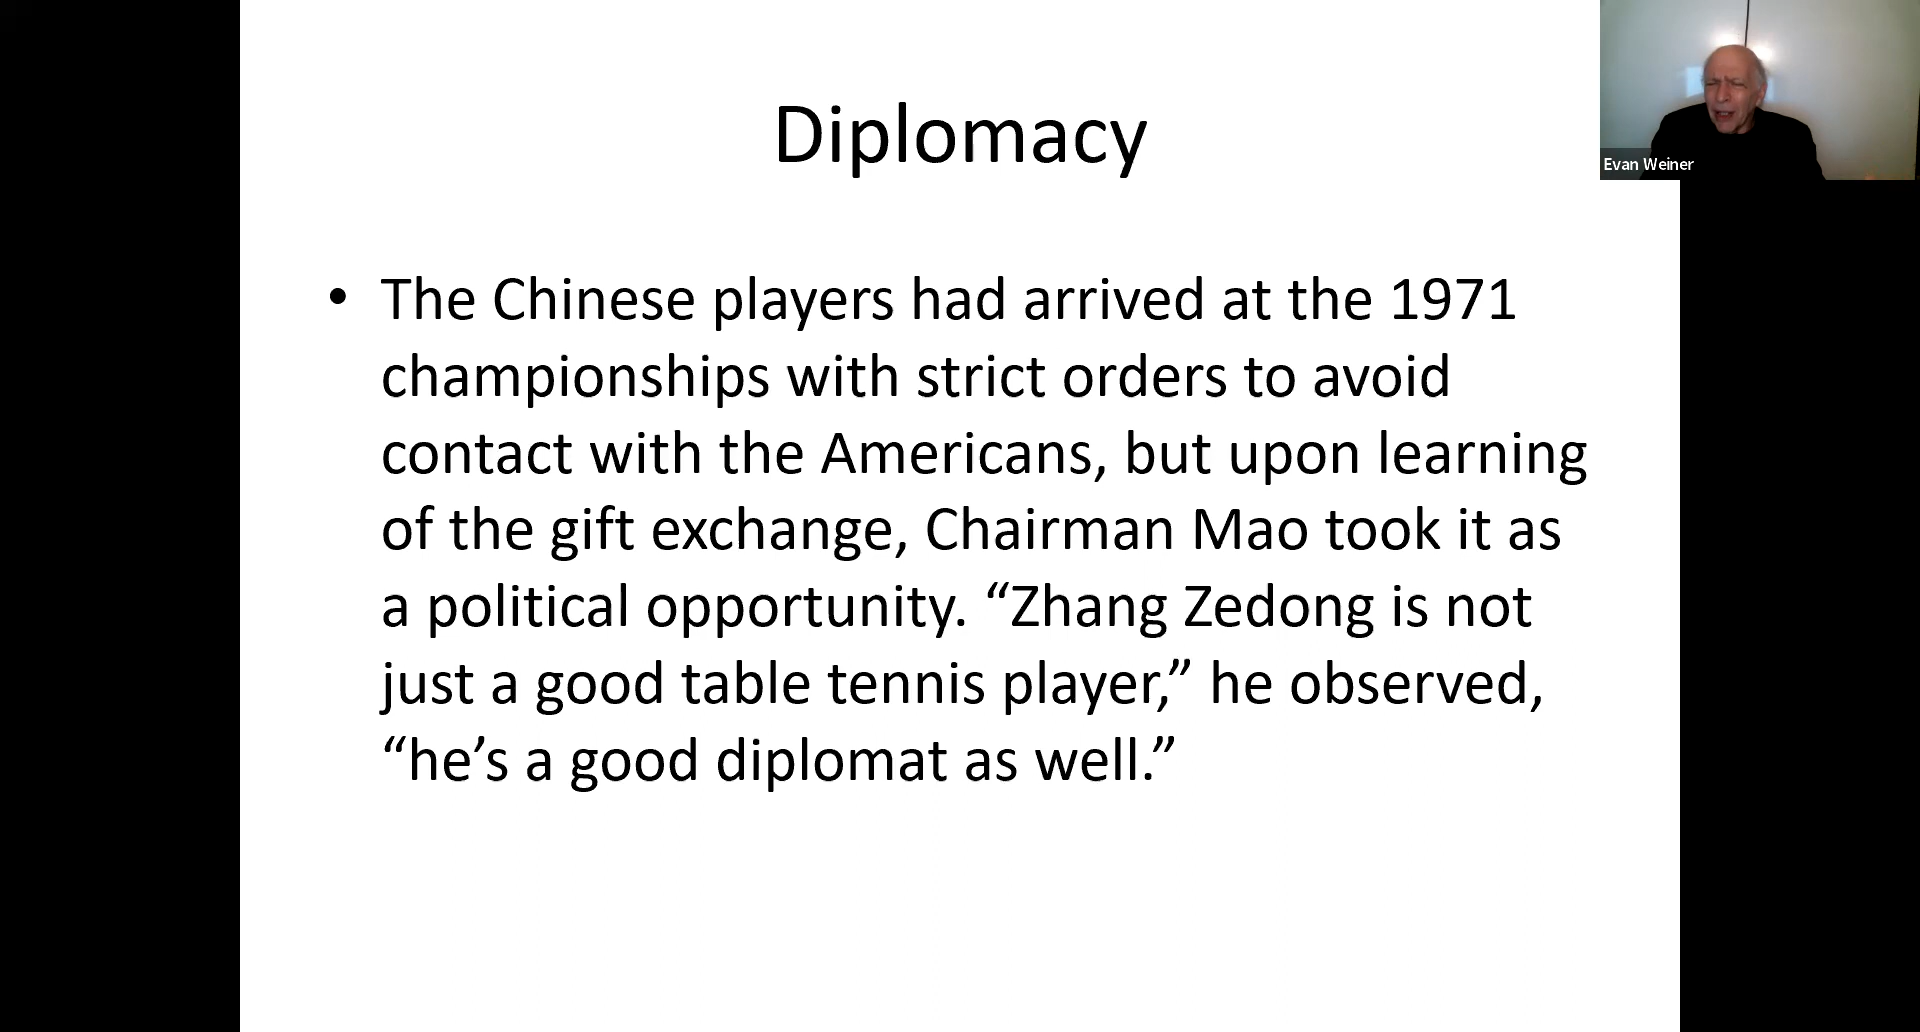 Diplomacy
Evan Weiner
• The Chinese players had arrived at the 1971
championships with strict orders to avoid
contact with the Americans, but upon learning
of the gift exchange, Chairman Mao took it as
a political opportunity. “Zhang Zedong is not
just a good table tennis player,” he observed,
“he’s a good diplomat as well.”